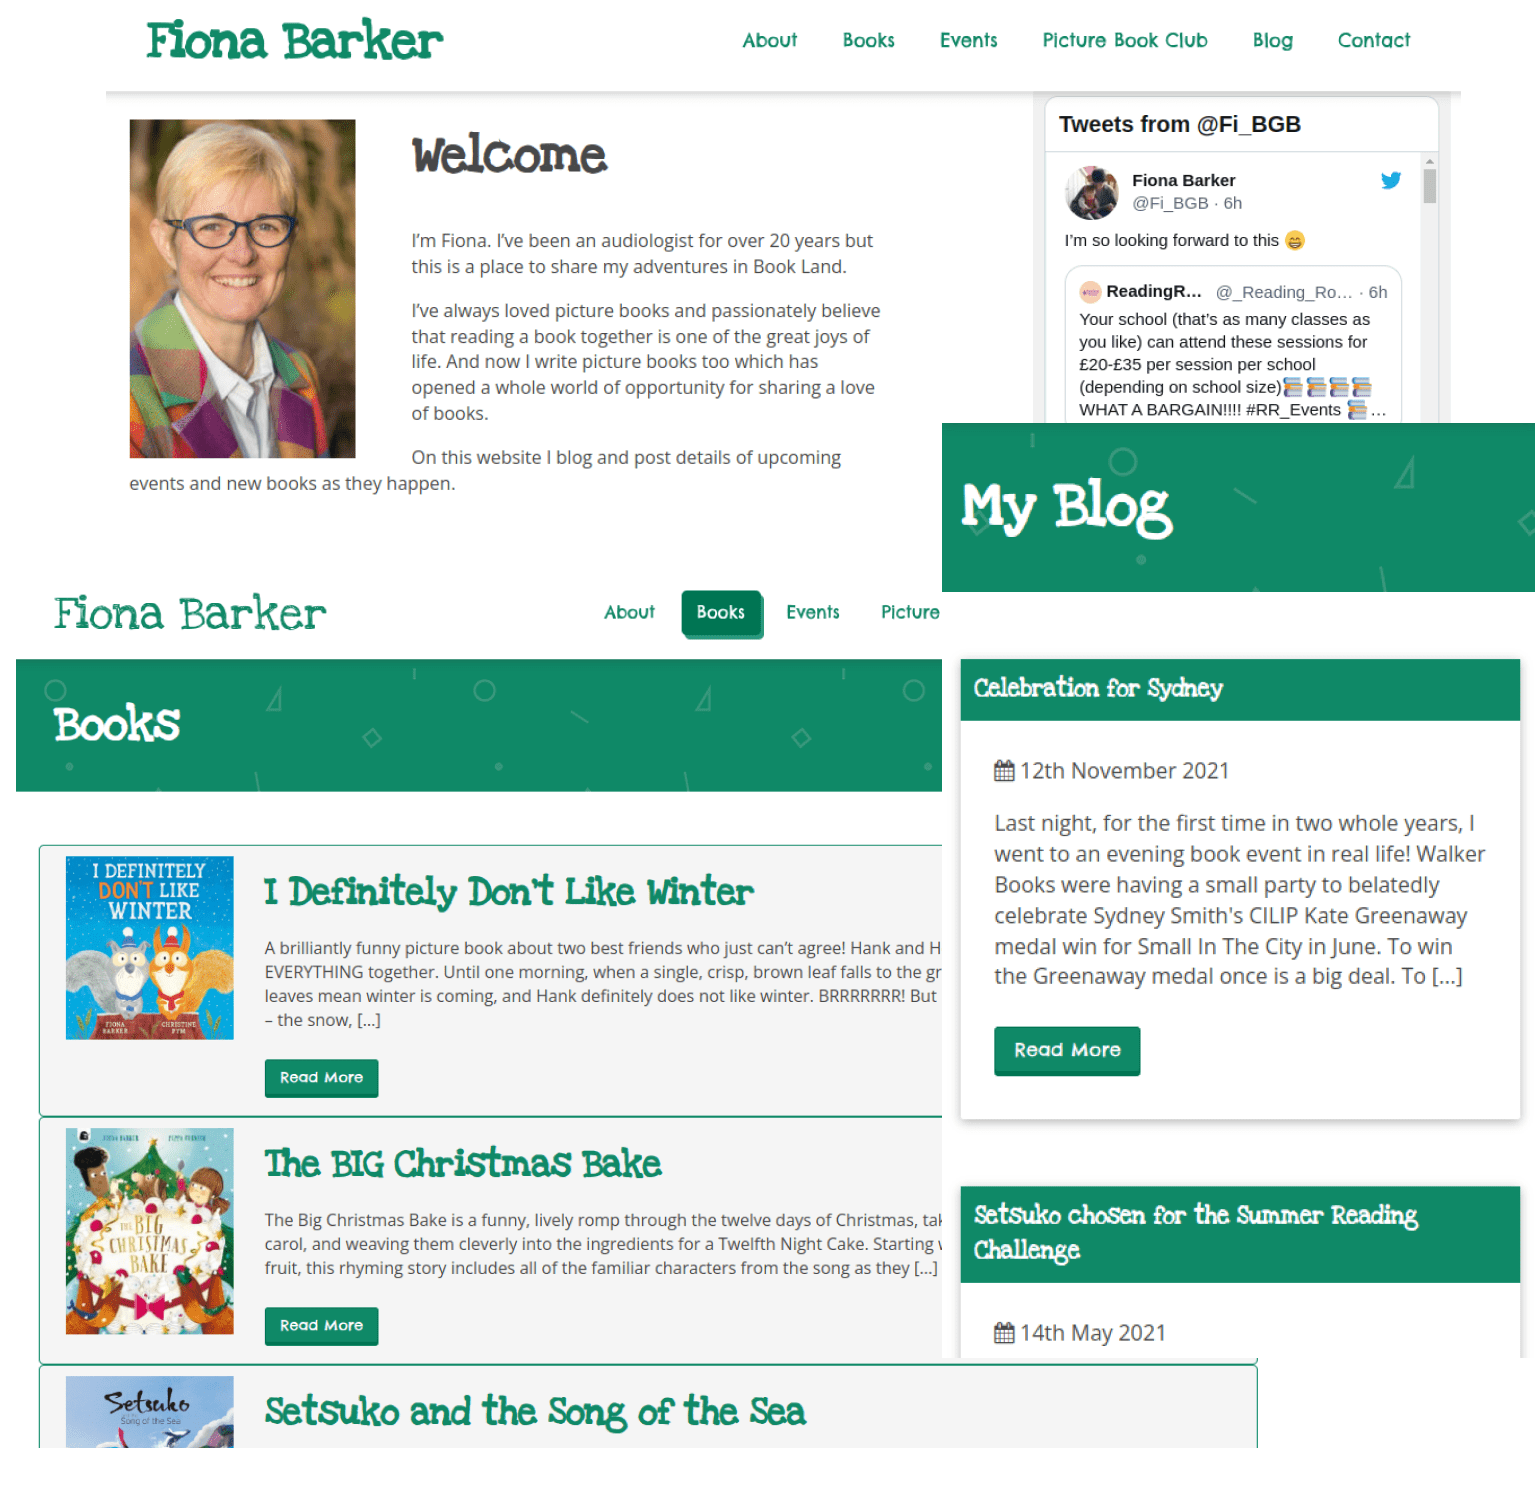 Fiona Barker
About Books Events Picture Book Club Blog Contact
Welcome
I'm Fiona. I've been an audiologist for over 20 years but
this is a place to share my adventures in Book Land.
I've always loved picture books and passionately believe
that reading a book together is one of the great joys of
life. And now I write picture books too which has
opened a whole world of opportunity for sharing a love
of books.
On this website I blog and post details of upcoming
events and new books as they happen.
Tweets from @Fi_BGB
Fiona Barker
@Fi_BGB · 6h
I'm so looking forward to this 😄
ReadingR... @_Reading_Ro... · 6h
Your school (that's as many classes as
you like) can attend these sessions for
£20-£35 per session per school
(depending on school size)📚📚📚📚
WHAT A BARGAIN!!!! #RR_Events 📚...
My Blog
Celebration for Sydney
12th November 2021
Last night, for the first time in two whole years, I
went to an evening book event in real life! Walker
Books were having a small party to belatedly
celebrate Sydney Smith's CILIP Kate Greenaway
medal win for Small In The City in June. To win
the Greenaway medal once is a big deal. To [...]
Read More
Setsuko chosen for the Summer Reading
Challenge
14th May 2021
Fiona Barker
About Books Events Picture
Books
I DEFINITELY
DON'T LIKE
WINTER
FIONA
BARKER
CHRISTINE
PYM
I Definitely Don't Like Winter
A brilliantly funny picture book about two best friends who just can't agree! Hank and H
EVERYTHING together. Until one morning, when a single, crisp, brown leaf falls to the gr
leaves mean winter is coming, and Hank definitely does not like winter. BRRRRRRR! But
– the snow, [...]
Read More
THE BIG
CHRISTMAS
BAKE
The BIG Christmas Bake
The Big Christmas Bake is a funny, lively romp through the twelve days of Christmas, tak
carol, and weaving them cleverly into the ingredients for a Twelfth Night Cake. Starting w
fruit, this rhyming story includes all of the familiar characters from the song as they [...]
Read More
Setsuko
Song of the Sea
Setsuko and the Song of the Sea